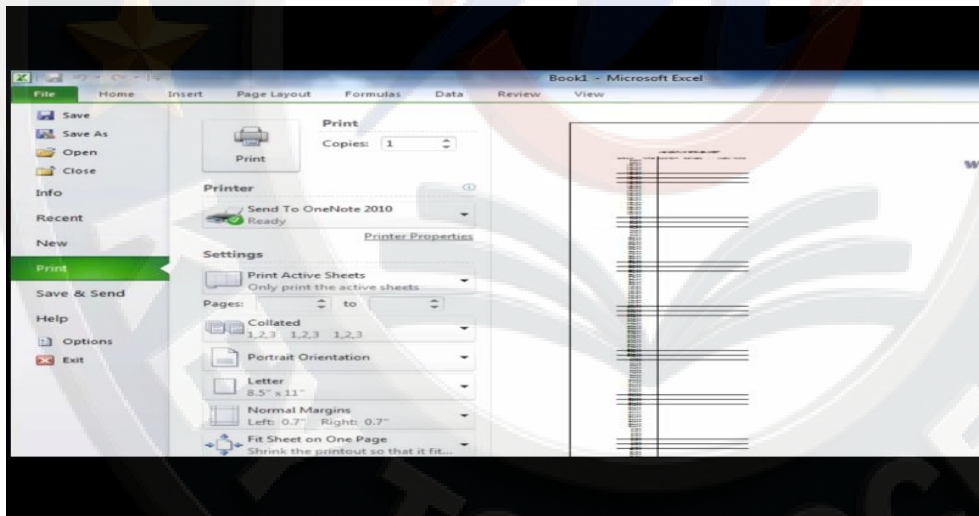 Book1 - Microsoft Excel
File Home Insert Page Layout Formulas Data Review View
Save
Save As
Open
Close
Info
Recent
New
Print
Save & Send
Help
Options
Exit
Print
Print
Copies: 1
Printer
Send To OneNote 2010
Ready
Printer Properties
Settings
Print Active Sheets
Only print the active sheets
Pages: to
Collated
1,2,3 1,2,3 1,2,3
Portrait Orientation
Letter
8.5" x 11"
Normal Margins
Left: 0.7" Right: 0.7"
Fit Sheet on One Page
Shrink the printout so that it fit...